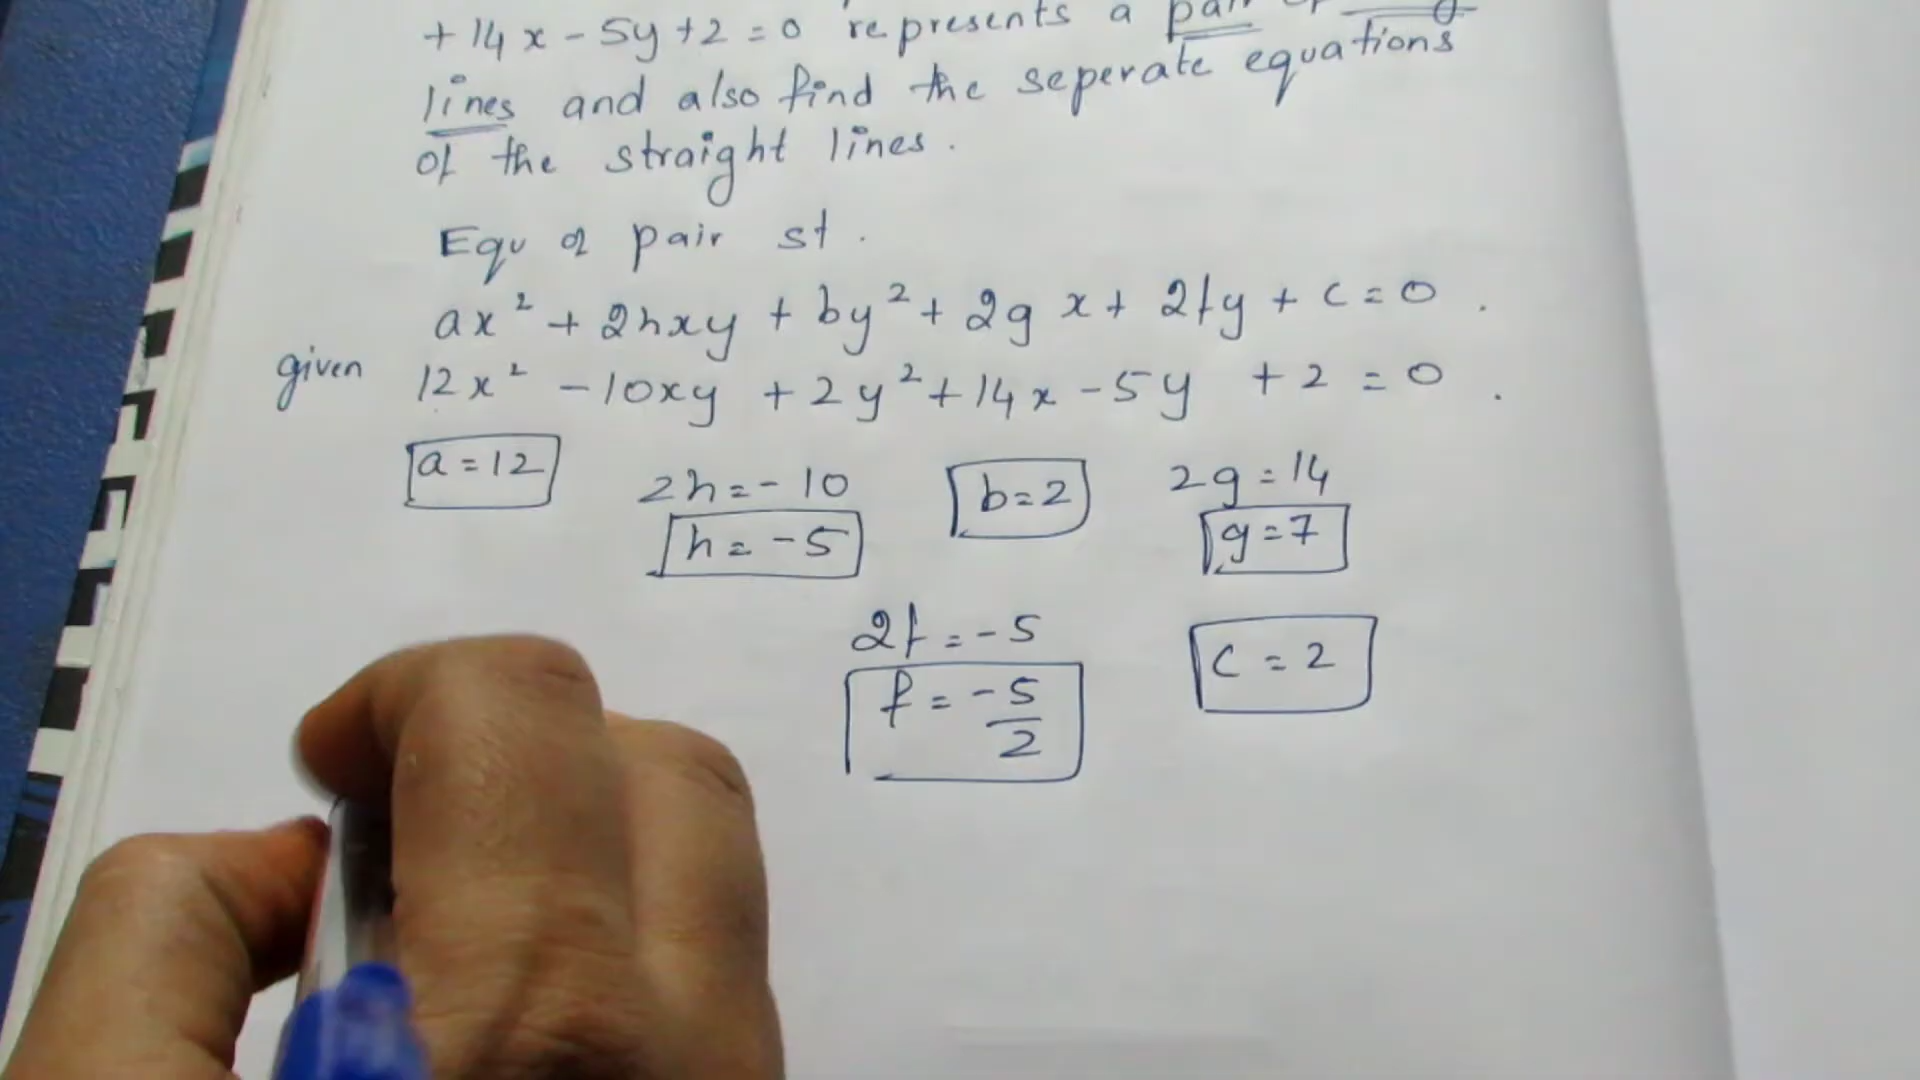 +14x-5y+2=0 represents a pair
lines and also find the seperate equations
of the straight lines.
Equ of pair st.
ax²+2hxy+by²+2gx+2fy+c=0.
given 12x²-10xy+2y²+14x-5y+2=0.
a=12 2h=-10 b=2 2g=14
h=-5 g=7
2f=-5 c=2
f=-5/2